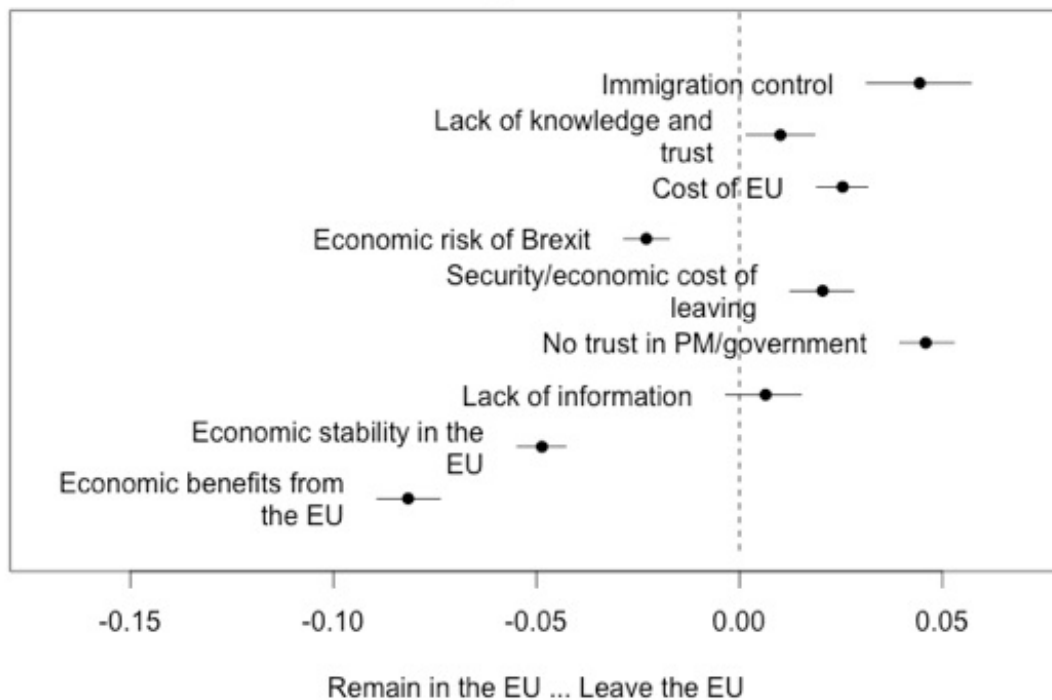 Immigration control
Lack of knowledge and
trust
Cost of EU
Economic risk of Brexit
Security/economic cost of
leaving
No trust in PM/government
Lack of information
Economic stability in the
EU
Economic benefits from
the EU
-0.15 -0.10 -0.05 0.00 0.05
Remain in the EU ... Leave the EU